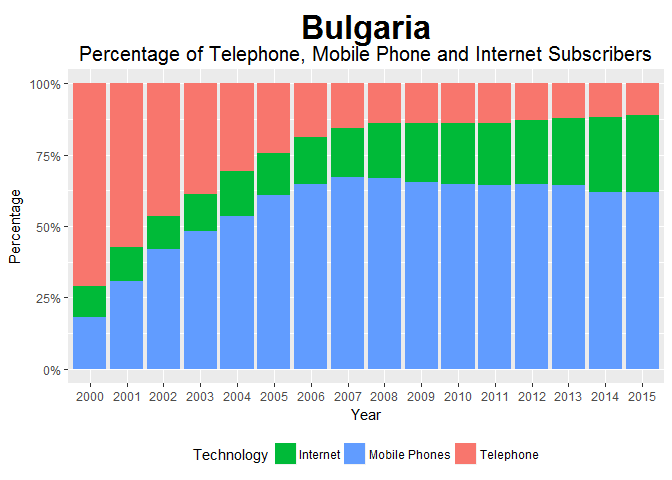 Bulgaria
Percentage of Telephone, Mobile Phone and Internet Subscribers
100%
75%
50%
25%
0%
Percentage
2000 2001 2002 2003 2004 2005 2006 2007 2008 2009 2010 2011 2012 2013 2014 2015
Year
Technology Internet Mobile Phones Telephone